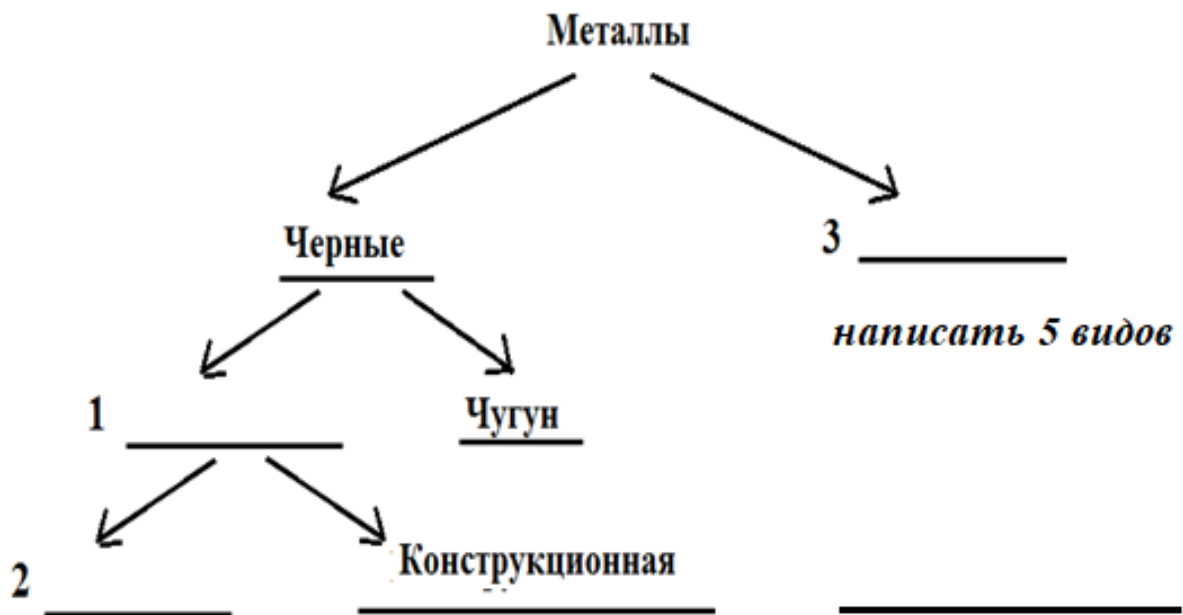 Металлы
Черные
3
написать 5 видов
1
Чугун
Конструкционная
2